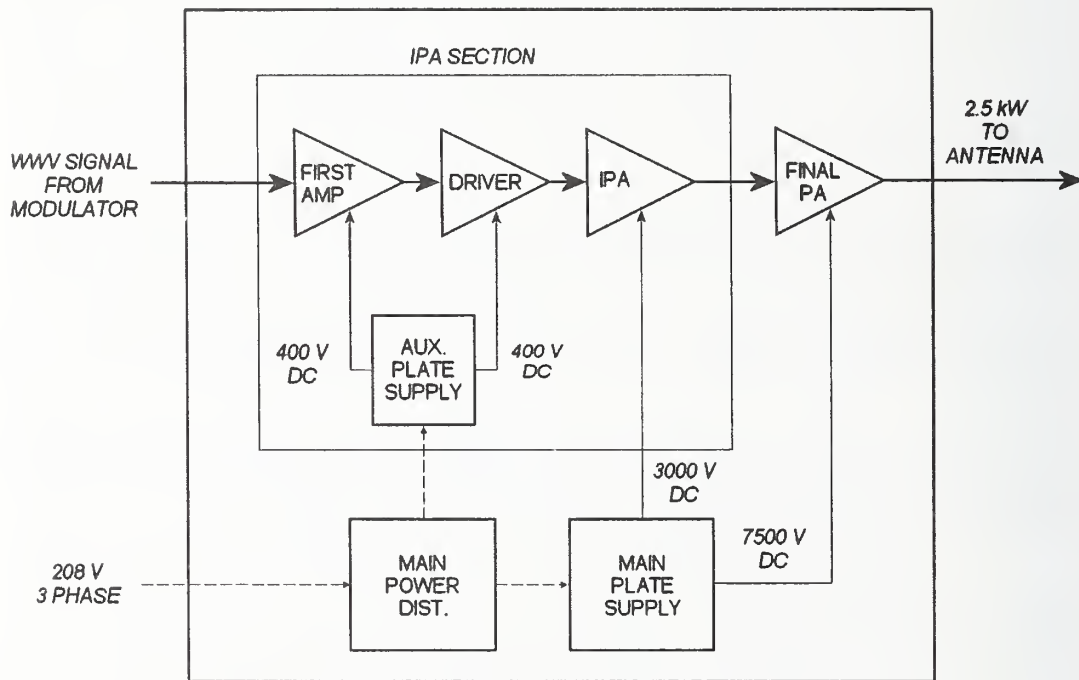 IPA SECTION
2.5 kW
TO
ANTENNA
WWV SIGNAL
FROM
MODULATOR
FIRST
AMP
DRIVER
IPA
FINAL
PA
400 V
DC
AUX.
PLATE
SUPPLY
400 V
DC
3000 V
DC
7500 V
DC
208 V
3 PHASE
MAIN
POWER
DIST.
MAIN
PLATE
SUPPLY